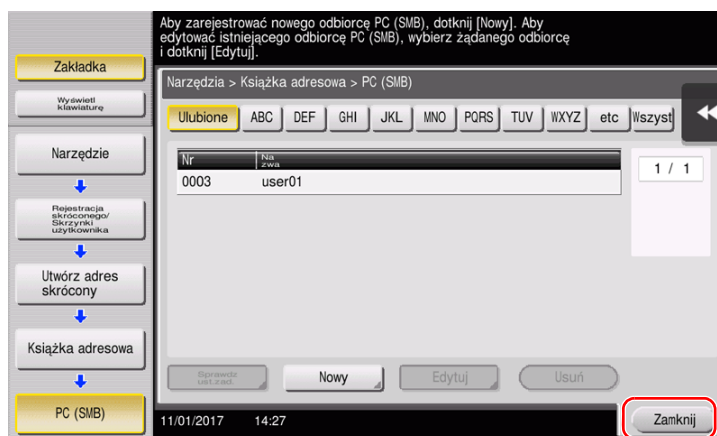 Aby zarejestrować nowego odbiorcę PC (SMB), dotknij [Nowy]. Aby
edytować istniejącego odbiorcę PC (SMB), wybierz żądanego odbiorcę
i dotknij [Edytuj].
Zakładka
Wyświetl
klawiaturę
Narzędzie
Rejestracja
skróconego/
Skrzynki
użytkownika
Utwórz adres
skrócony
Książka adresowa
PC (SMB)
Narzędzia > Książka adresowa > PC (SMB)
Ulubione ABC DEF GHI JKL MNO PQRS TUV WXYZ etc Wszyst
Nr Na
zwa
0003 user01
1 / 1
Sprawdź
ust.zad.
Nowy Edytuj Usuń
11/01/2017 14:27 Zamknij